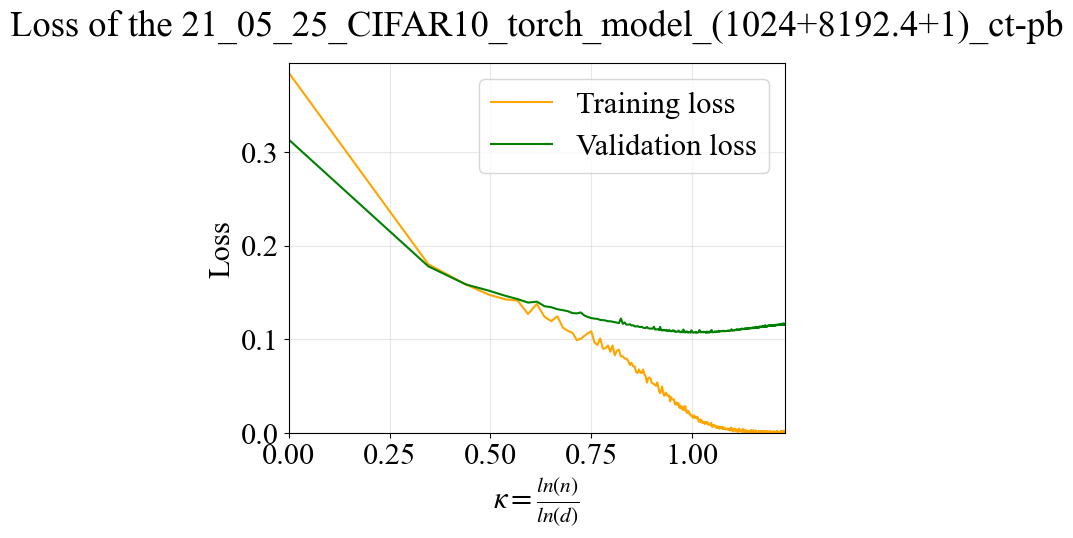 Loss of the 21_05_25_CIFAR10_torch_model_(1024+8192.4+1)_ct-pb
Training loss
Validation loss
Loss
0.3
0.2
0.1
0.0
0.00 0.25 0.50 0.75 1.00
κ = ln(n) / ln(d)